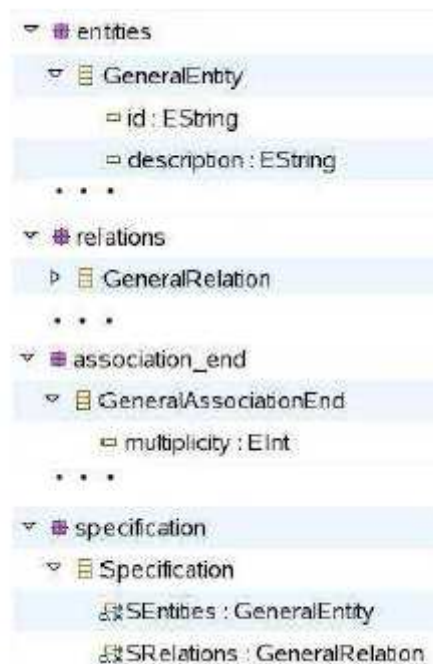 entities
GeneralEntity
id : EString
description : EString
. . .
relations
GeneralRelation
. . .
association_end
GeneralAssociationEnd
multiplicity : EInt
. . .
specification
Specification
SEntities : GeneralEntity
SRelations : GeneralRelation